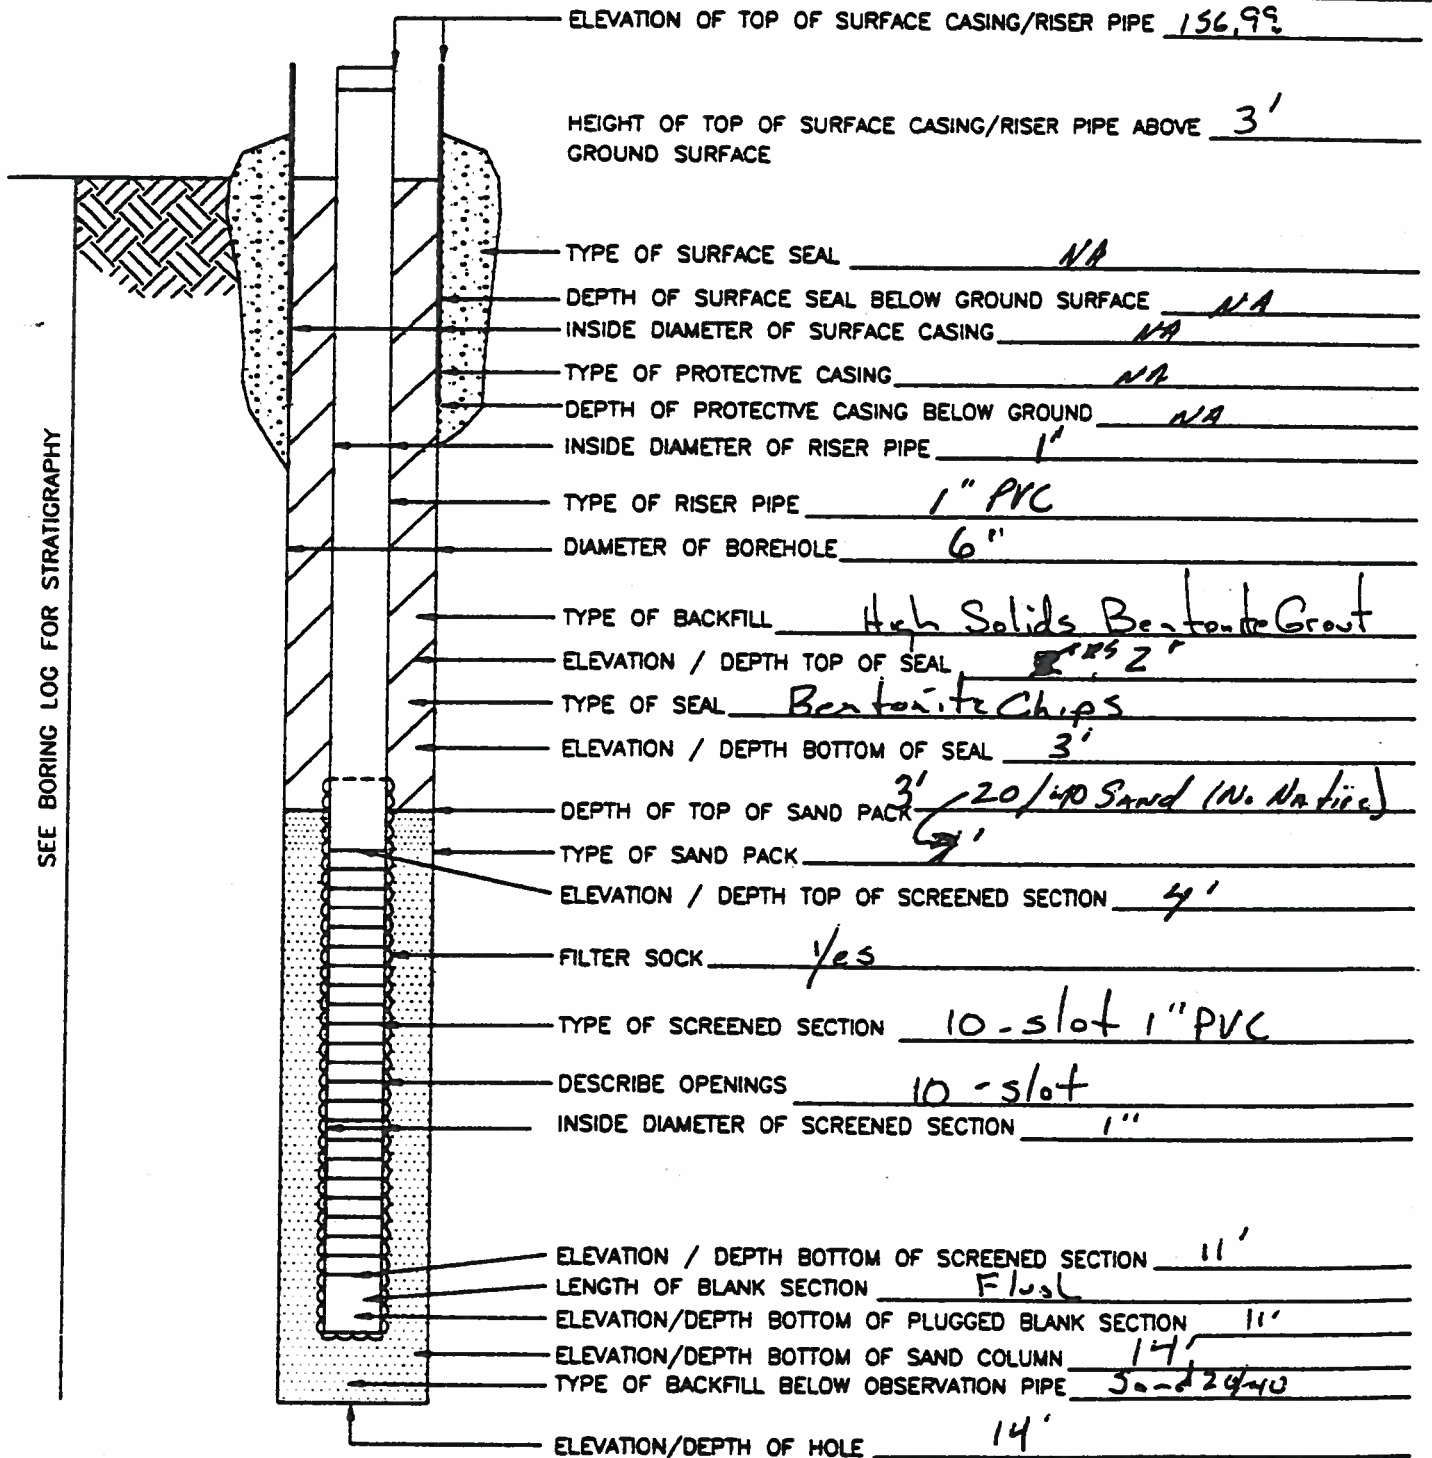 ELEVATION OF TOP OF SURFACE CASING/RISER PIPE 156.99
HEIGHT OF TOP OF SURFACE CASING/RISER PIPE ABOVE 3'
GROUND SURFACE
TYPE OF SURFACE SEAL NA
DEPTH OF SURFACE SEAL BELOW GROUND SURFACE NA
INSIDE DIAMETER OF SURFACE CASING NA
TYPE OF PROTECTIVE CASING NA
DEPTH OF PROTECTIVE CASING BELOW GROUND NA
INSIDE DIAMETER OF RISER PIPE 1"
TYPE OF RISER PIPE 1" PVC
DIAMETER OF BOREHOLE 6"
TYPE OF BACKFILL High Solids Bentonite Grout
ELEVATION / DEPTH TOP OF SEAL 2'
TYPE OF SEAL Bentonite Chips
ELEVATION / DEPTH BOTTOM OF SEAL 3'
DEPTH OF TOP OF SAND PACK 3' 20/40 Sand (No Native)
TYPE OF SAND PACK
ELEVATION / DEPTH TOP OF SCREENED SECTION 4'
FILTER SOCK Yes
TYPE OF SCREENED SECTION 10-slot 1" PVC
DESCRIBE OPENINGS 10-slot
INSIDE DIAMETER OF SCREENED SECTION 1"
ELEVATION / DEPTH BOTTOM OF SCREENED SECTION 11'
LENGTH OF BLANK SECTION Flush
ELEVATION/DEPTH BOTTOM OF PLUGGED BLANK SECTION 11'
ELEVATION/DEPTH BOTTOM OF SAND COLUMN 14'
TYPE OF BACKFILL BELOW OBSERVATION PIPE Sand 20/40
ELEVATION/DEPTH OF HOLE 14'
SEE BORING LOG FOR STRATIGRAPHY